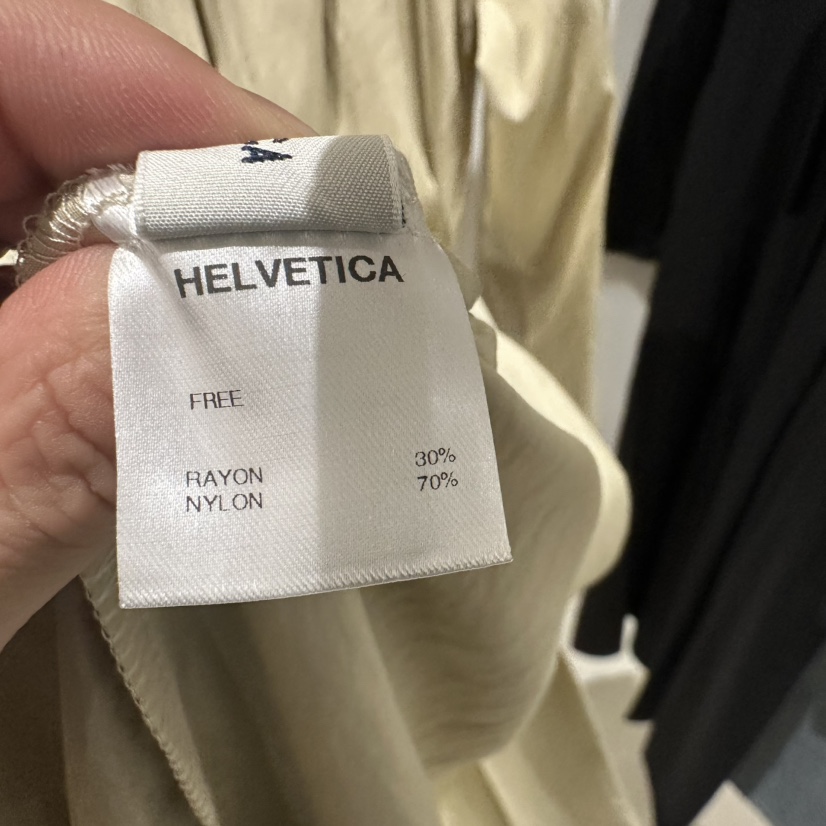 HELVETICA
FREE
RAYON 30%
NYLON 70%